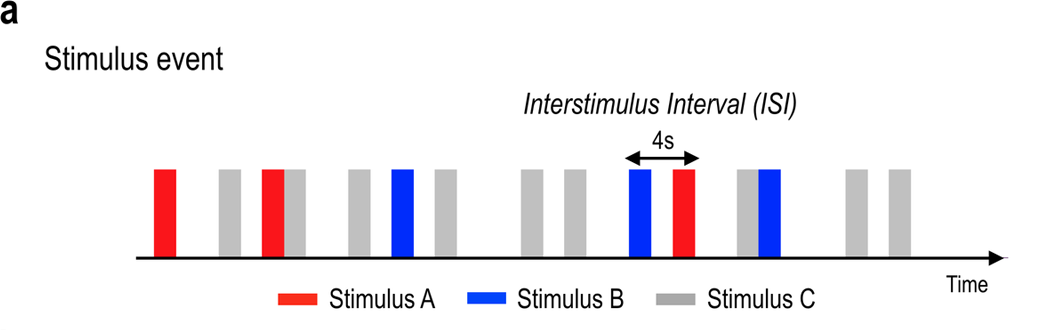 a
Stimulus event
Interstimulus Interval (ISI)
4s
Time
Stimulus A Stimulus B Stimulus C